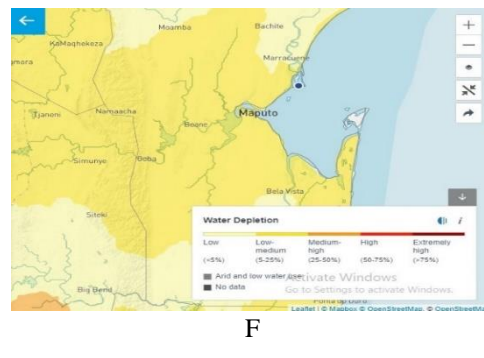 Moamba
Bachile
KaMaqhekeza
Marracuene
Tjanoni
Namaacha
Maputo
Boane
Simunye
Goba
Bela Vista
Siteki
Big Bend
Water Depletion
Low
Low-medium
Medium-high
High
Extremely high
(<5%)
(5-25%)
(25-50%)
(50-75%)
(>75%)
Arid and low water use
No data
Activate Windows
Go to Settings to activate Windows.
Leaflet | © Mapbox © OpenStreetMap, © OpenStreetM
F